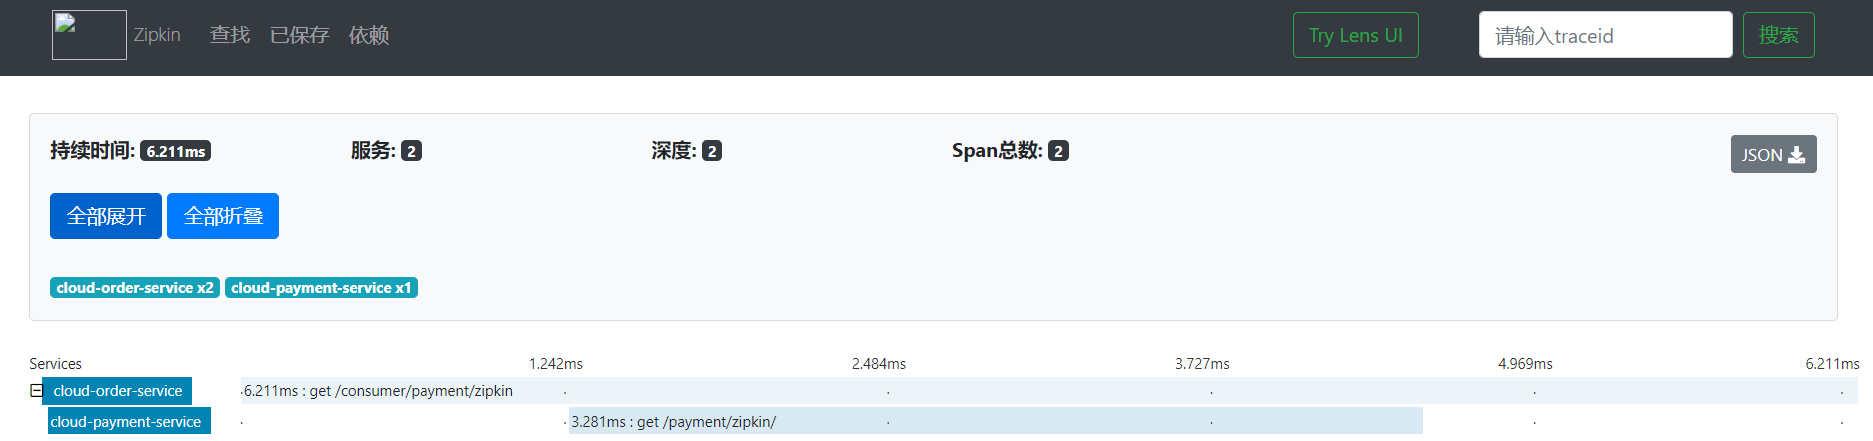 Zipkin 查找 已保存 依赖 Try Lens UI 请输入traceid 搜索
持续时间: 6.211ms 服务: 2 深度: 2 Span总数: 2 JSON
全部展开 全部折叠
cloud-order-service x2 cloud-payment-service x1
Services 1.242ms 2.484ms 3.727ms 4.969ms 6.211ms
cloud-order-service 6.211ms : get /consumer/payment/zipkin
cloud-payment-service 3.281ms : get /payment/zipkin/